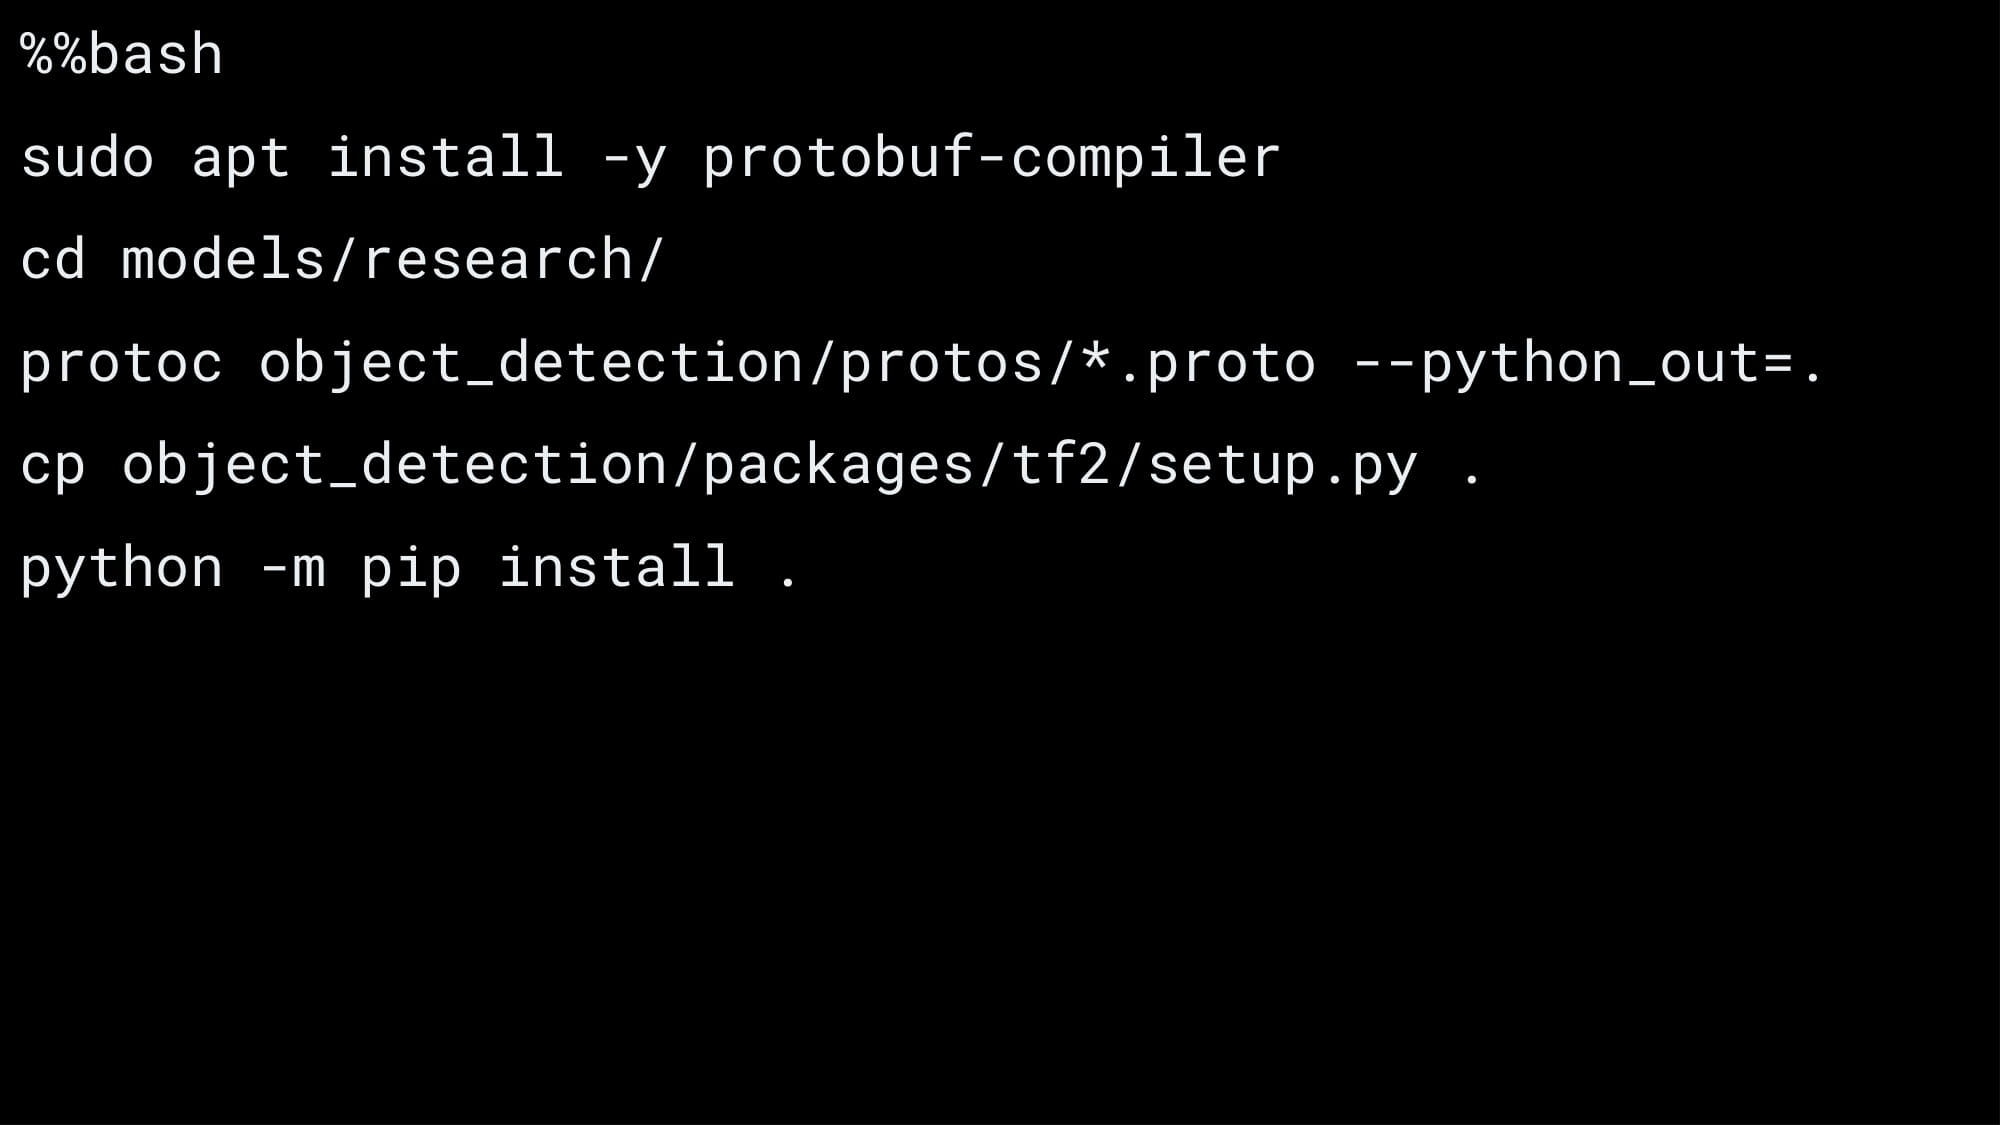 %%bash
sudo apt install -y protobuf-compiler
cd models/research/
protoc object_detection/protos/*.proto --python_out=.
cp object_detection/packages/tf2/setup.py .
python -m pip install .